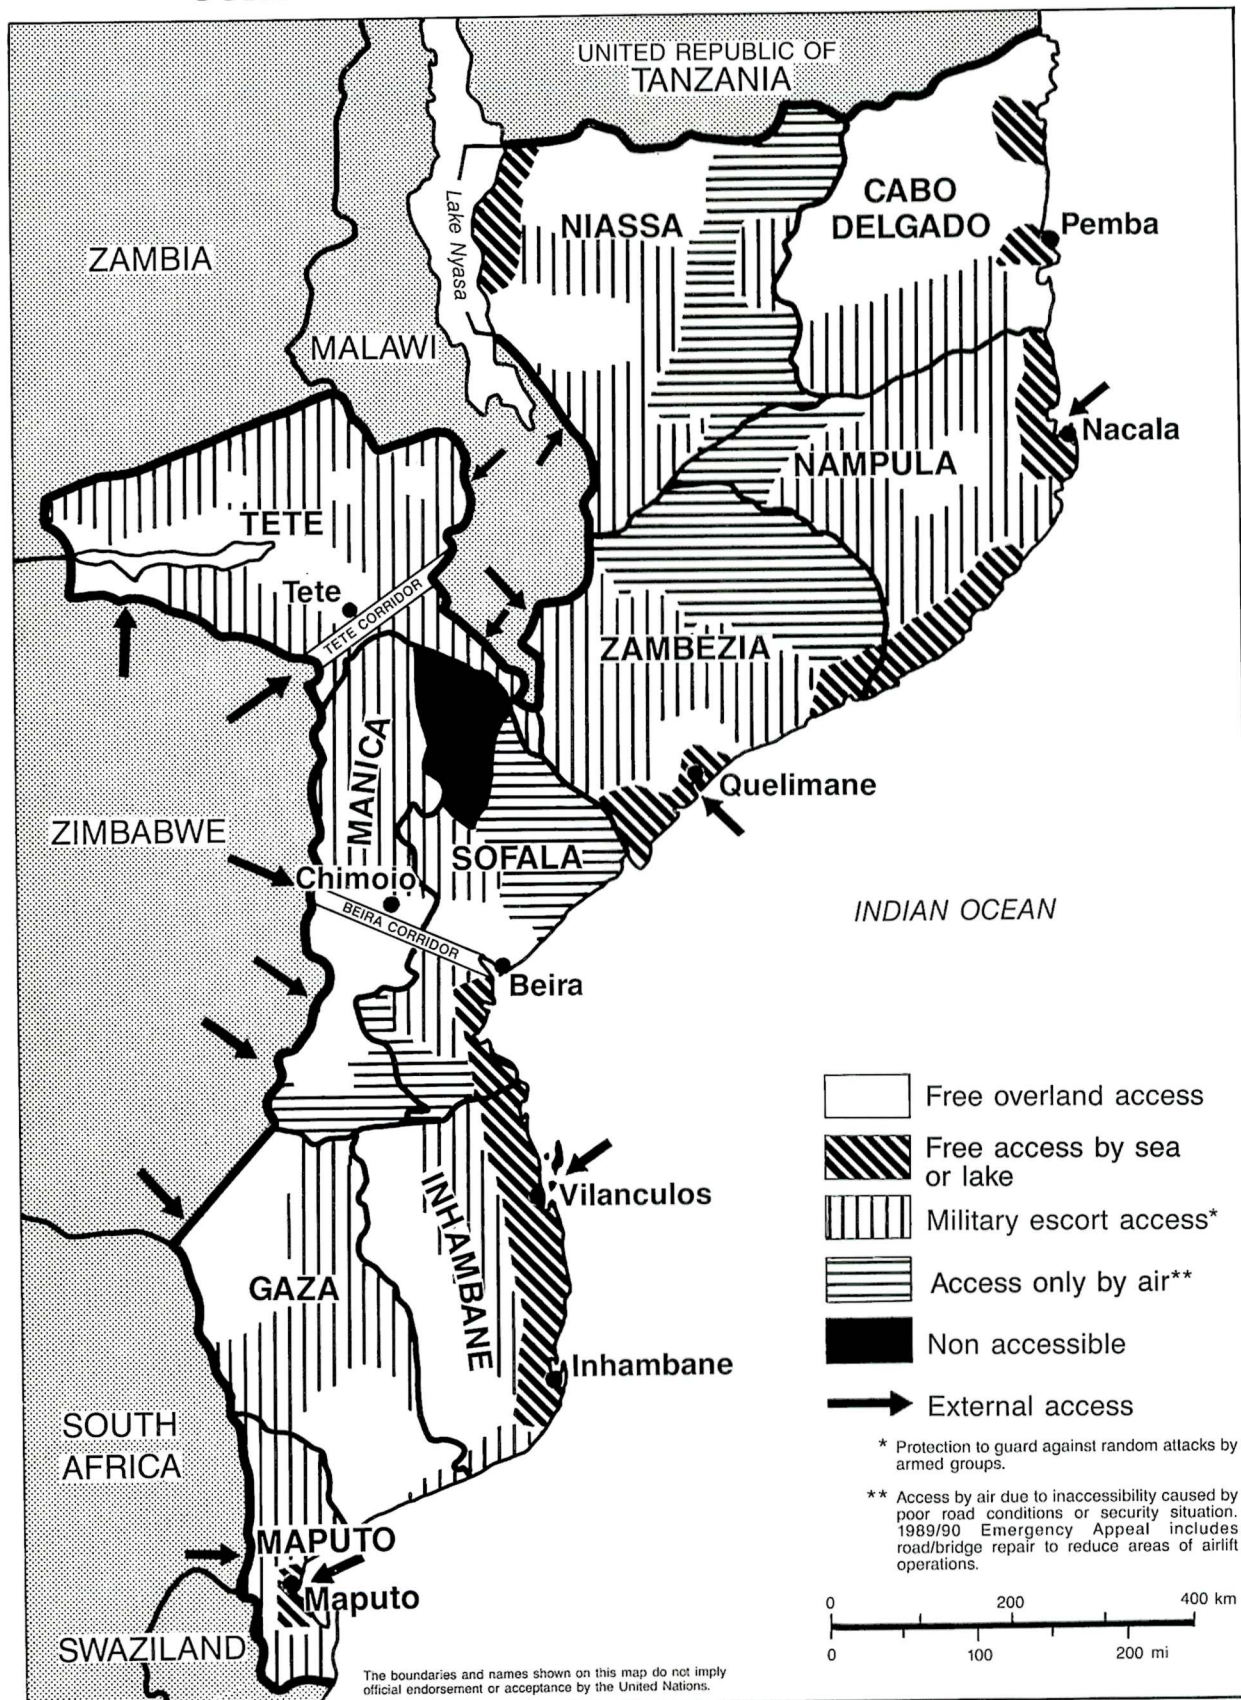 UNITED REPUBLIC OF
TANZANIA
CABO
DELGADO
NIASSA
Pemba
Lake Nyasa
ZAMBIA
MALAWI
Nacala
NAMPULA
TETE
Tete
TETE CORRIDOR
ZAMBEZIA
MANICA
Quelimane
ZIMBABWE
SOFALA
Chimoio
BEIRA CORRIDOR
INDIAN OCEAN
Beira
Vilanculos
INHAMBANE
GAZA
Inhambane
SOUTH
AFRICA
MAPUTO
Maputo
SWAZILAND
Free overland access
Free access by sea
or lake
Military escort access*
Access only by air**
Non accessible
External access
* Protection to guard against random attacks by
armed groups.
** Access by air due to inaccessibility caused by
poor road conditions or security situation.
1989/90 Emergency Appeal includes
road/bridge repair to reduce areas of airlift
operations.
0 200 400 km
0 100 200 mi
The boundaries and names shown on this map do not imply
official endorsement or acceptance by the United Nations.